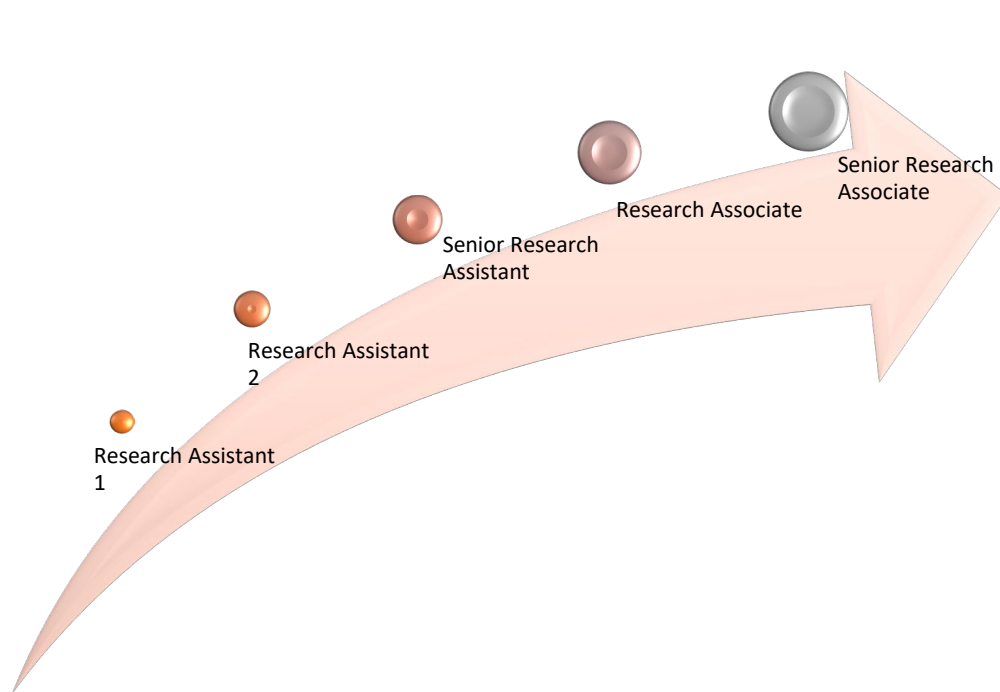 Research Assistant
1
Research Assistant
2
Senior Research
Assistant
Research Associate
Senior Research
Associate